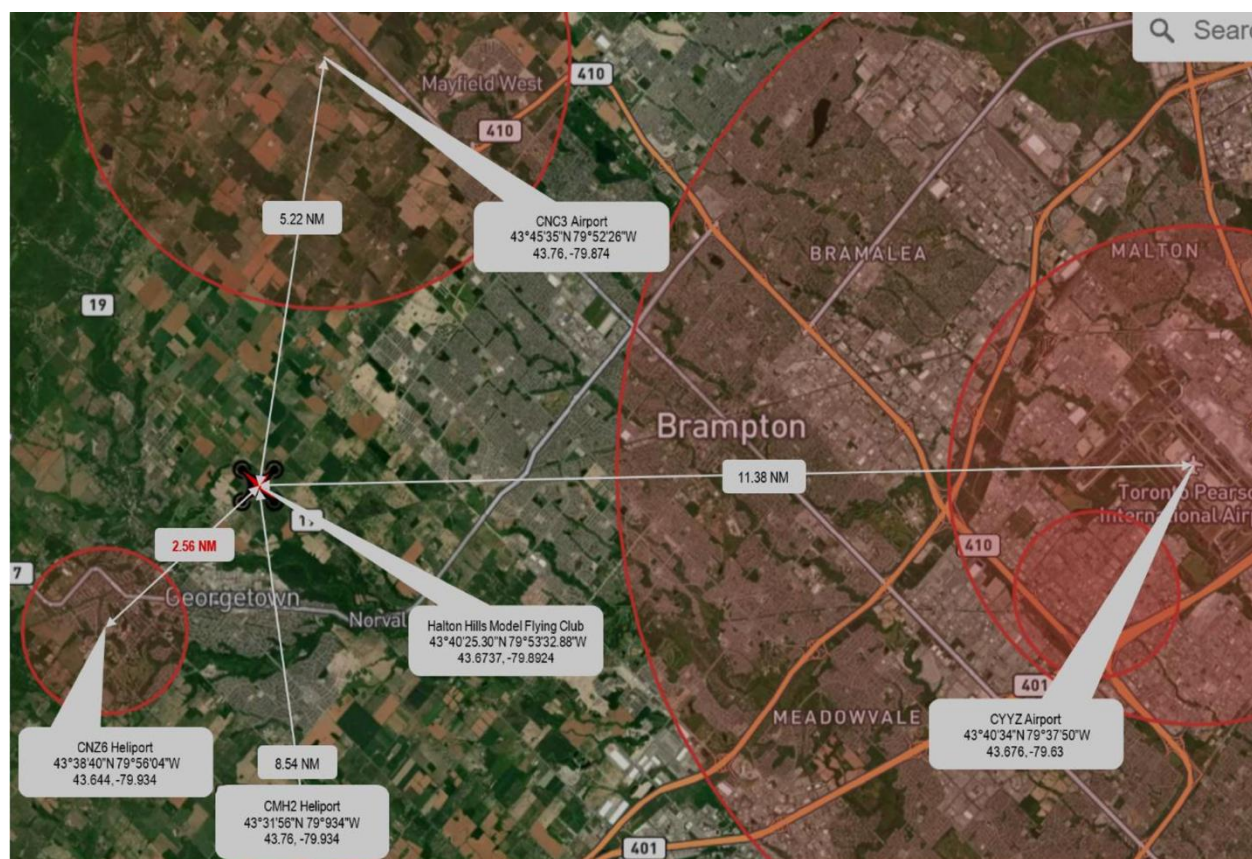 Sear
Mayfield West
410
410
5.22 NM
CNC3 Airport
43°45'35"N 79°52'26"W
43.76, -79.874
BRAMALEA
MALTON
19
Brampton
11.38 NM
Toronto Pears
International Air
19
2.56 NM
410
7
Georgetown
Norval
Halton Hills Model Flying Club
43°40'25.30"N 79°53'32.88"W
43.6737, -79.8924
401
MEADOWVALE
CYYZ Airport
43°40'34"N 79°37'50"W
43.676, -79.63
CNZ6 Heliport
43°38'40"N 79°56'04"W
43.644, -79.934
8.54 NM
CMH2 Heliport
43°31'56"N 79°934"W
43.76, -79.934
401